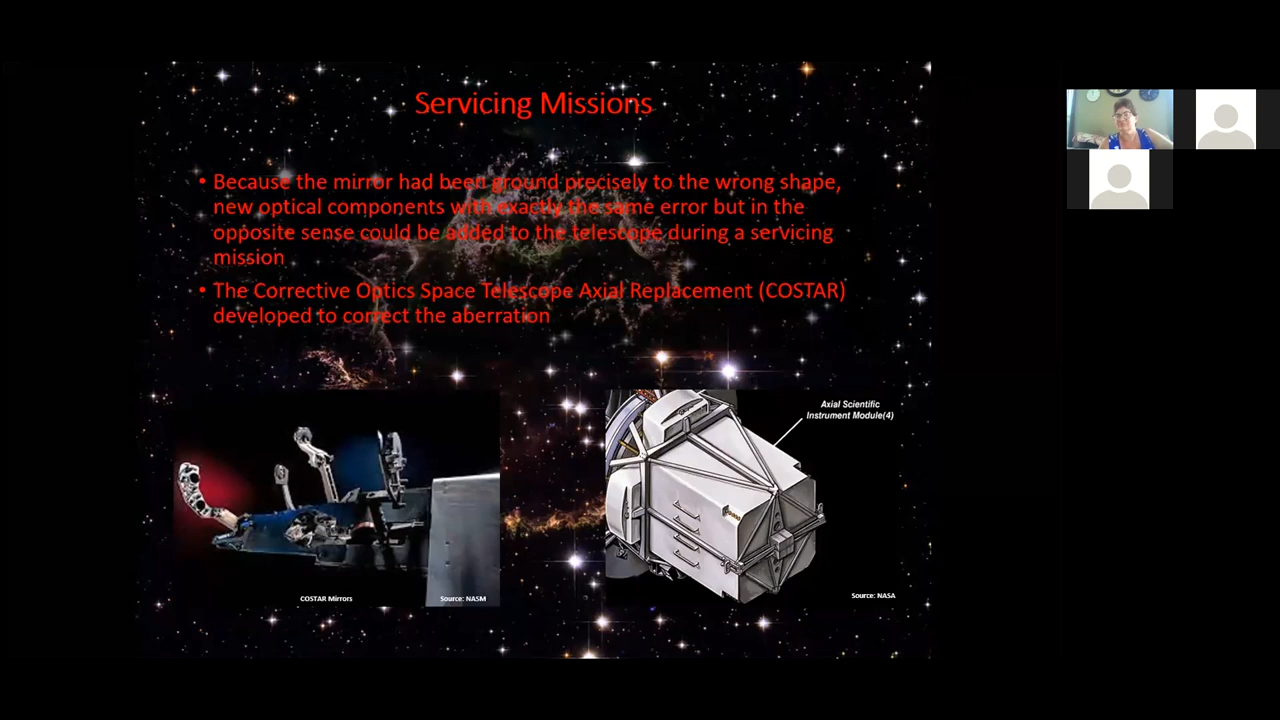 Servicing Missions
• Because the mirror had been ground precisely to the wrong shape,
new optical components with exactly the same error but in the
opposite sense could be added to the telescope during a servicing
mission
• The Corrective Optics Space Telescope Axial Replacement (COSTAR)
developed to correct the aberration
Axial Scientific
Instrument Module(4)
COSTAR Mirrors
Source: NASM
Source: NASA